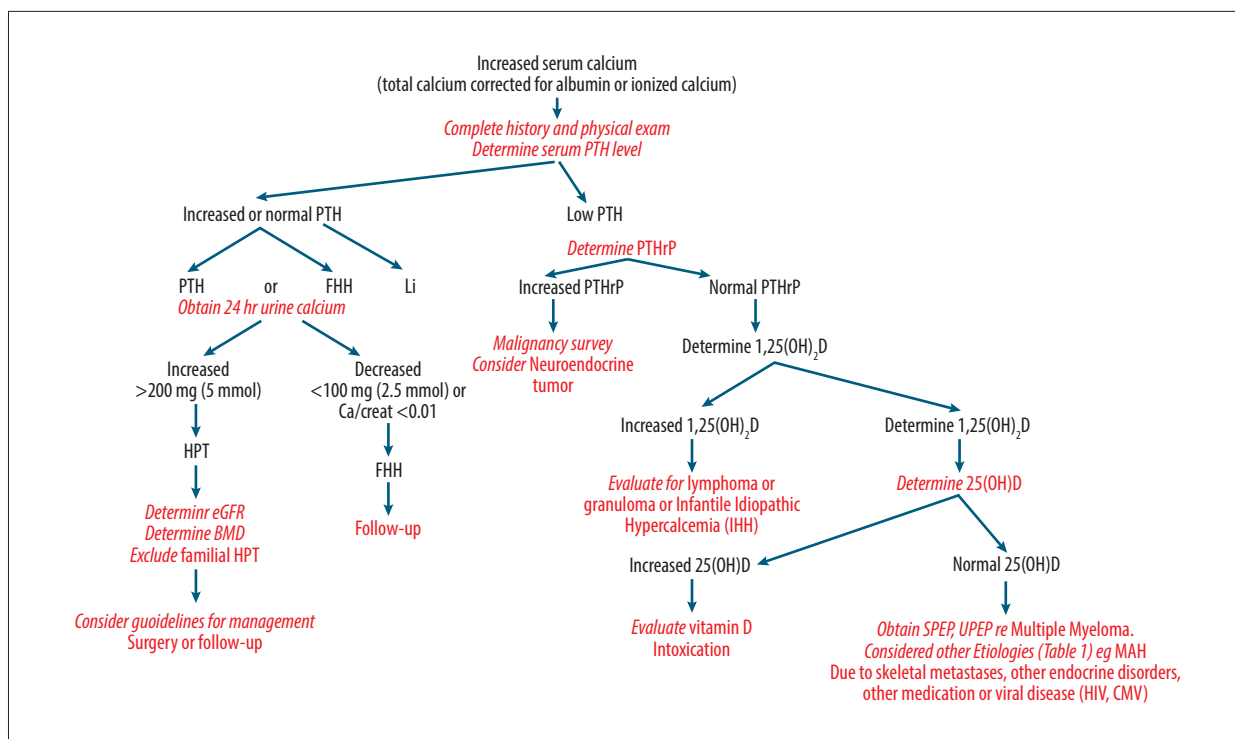 Increased serum calcium
(total calcium corrected for albumin or ionized calcium)
Complete history and physical exam
Determine serum PTH level
Increased or normal PTH
Low PTH
Determine PTHrP
PTH or FHH Li
Obtain 24 hr urine calcium
Increased PTHrP
Normal PTHrP
Malignancy survey
Consider Neuroendocrine
tumor
Determine 1,25(OH)₂D
Increased
>200 mg (5 mmol)
Decreased
<100 mg (2.5 mmol) or
Ca/creat <0.01
Increased 1,25(OH)₂D
Determine 1,25(OH)₂D
HPT
FHH
Evaluate for lymphoma or
granuloma or Infantile Idiopathic
Hypercalcemia (IHH)
Determine 25(OH)D
Determinr eGFR
Determine BMD
Exclude familial HPT
Follow-up
Increased 25(OH)D
Normal 25(OH)D
Consider guoidelines for management
Surgery or follow-up
Evaluate vitamin D
Intoxication
Obtain SPEP, UPEP re Multiple Myeloma.
Considered other Etiologies (Table 1) eg MAH
Due to skeletal metastases, other endocrine disorders,
other medication or viral disease (HIV, CMV)